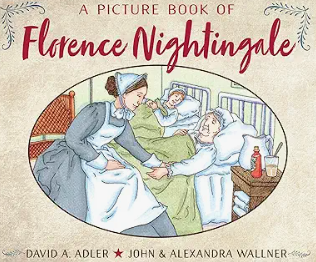 A PICTURE BOOK OF
Florence Nightingale
DAVID A. ADLER ★ JOHN & ALEXANDRA WALLNER